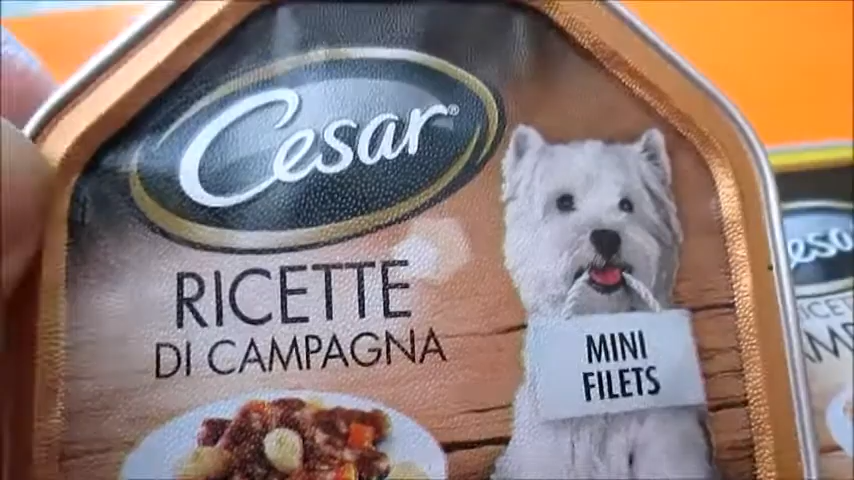 Cesar®
RICETTE
DI CAMPAGNA
MINI
FILETS